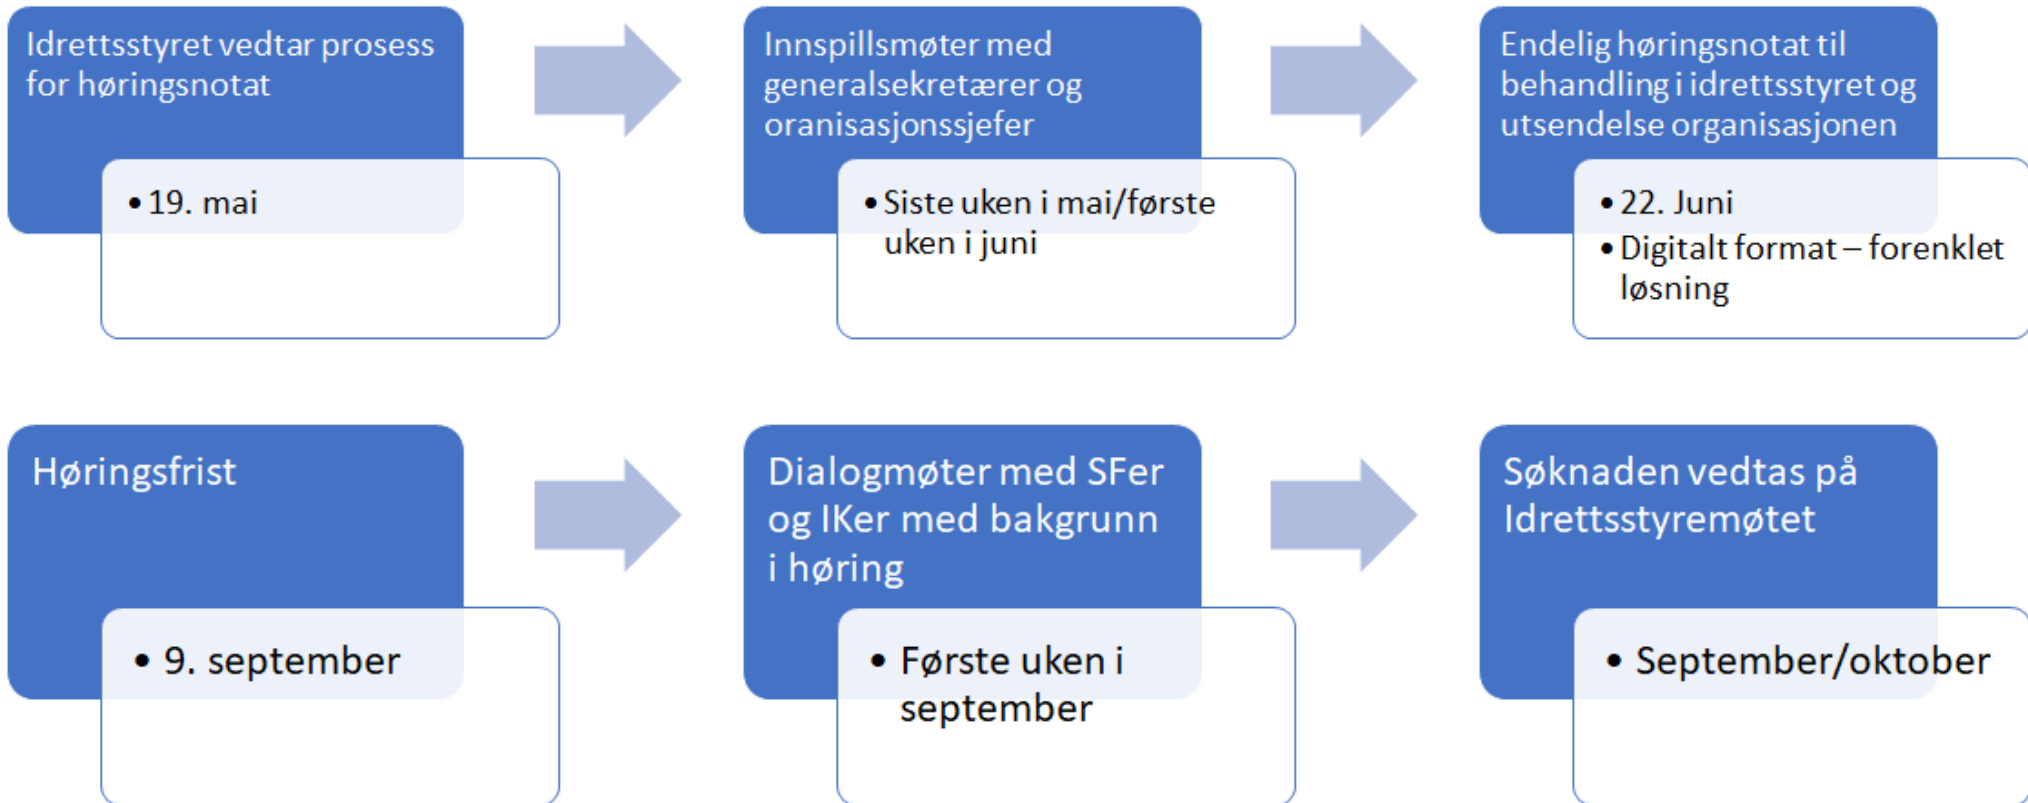 Idrettsstyret vedtar prosess
for høringsnotat
• 19. mai
Innspillsmøter med
generalsekretærer og
oranisasjonssjefer
• Siste uken i mai/første
uken i juni
Endelig høringsnotat til
behandling i idrettsstyret og
utsendelse organisasjonen
• 22. Juni
• Digitalt format – forenklet
løsning
Høringsfrist
• 9. september
Dialogmøter med SFer
og IKer med bakgrunn
i høring
• Første uken i
september
Søknaden vedtas på
Idrettsstyremøtet
• September/oktober